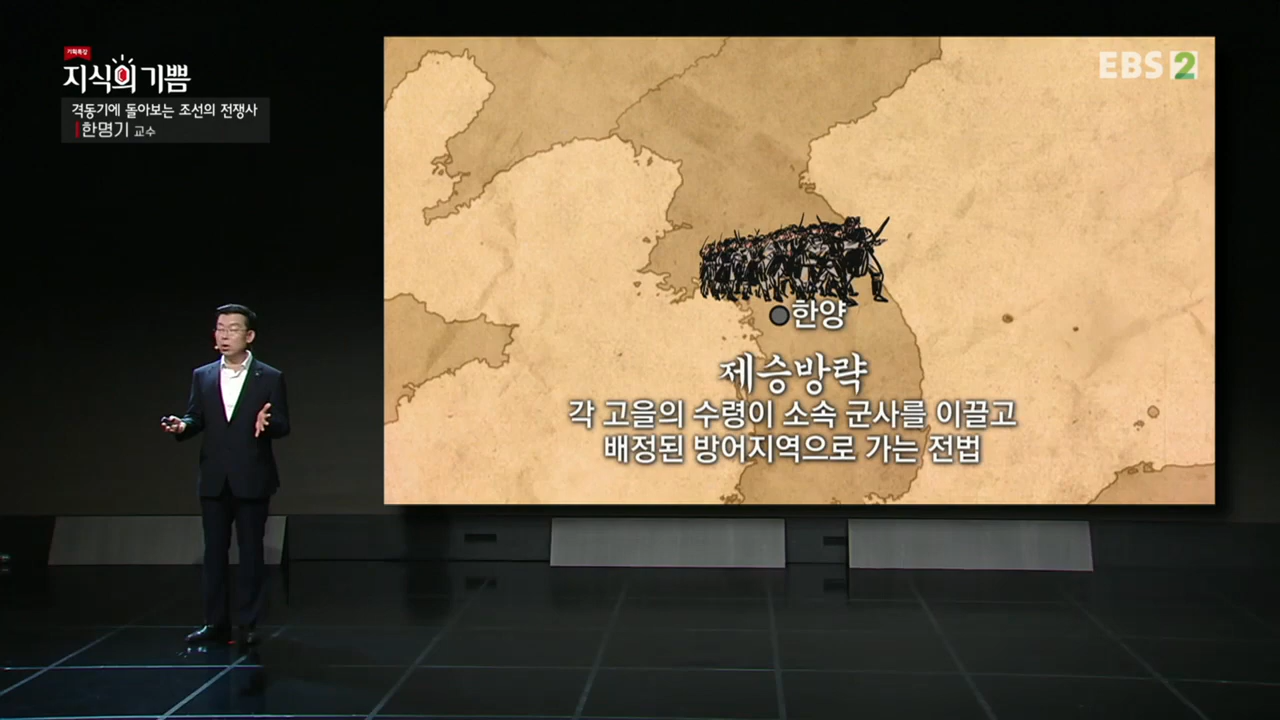 기획특강
지식의 기쁨
격동기에 돌아보는 조선의 전쟁사
한명기 교수
EBS 2
한양
제승방략
각 고을의 수령이 소속 군사를 이끌고
배정된 방어지역으로 가는 전법